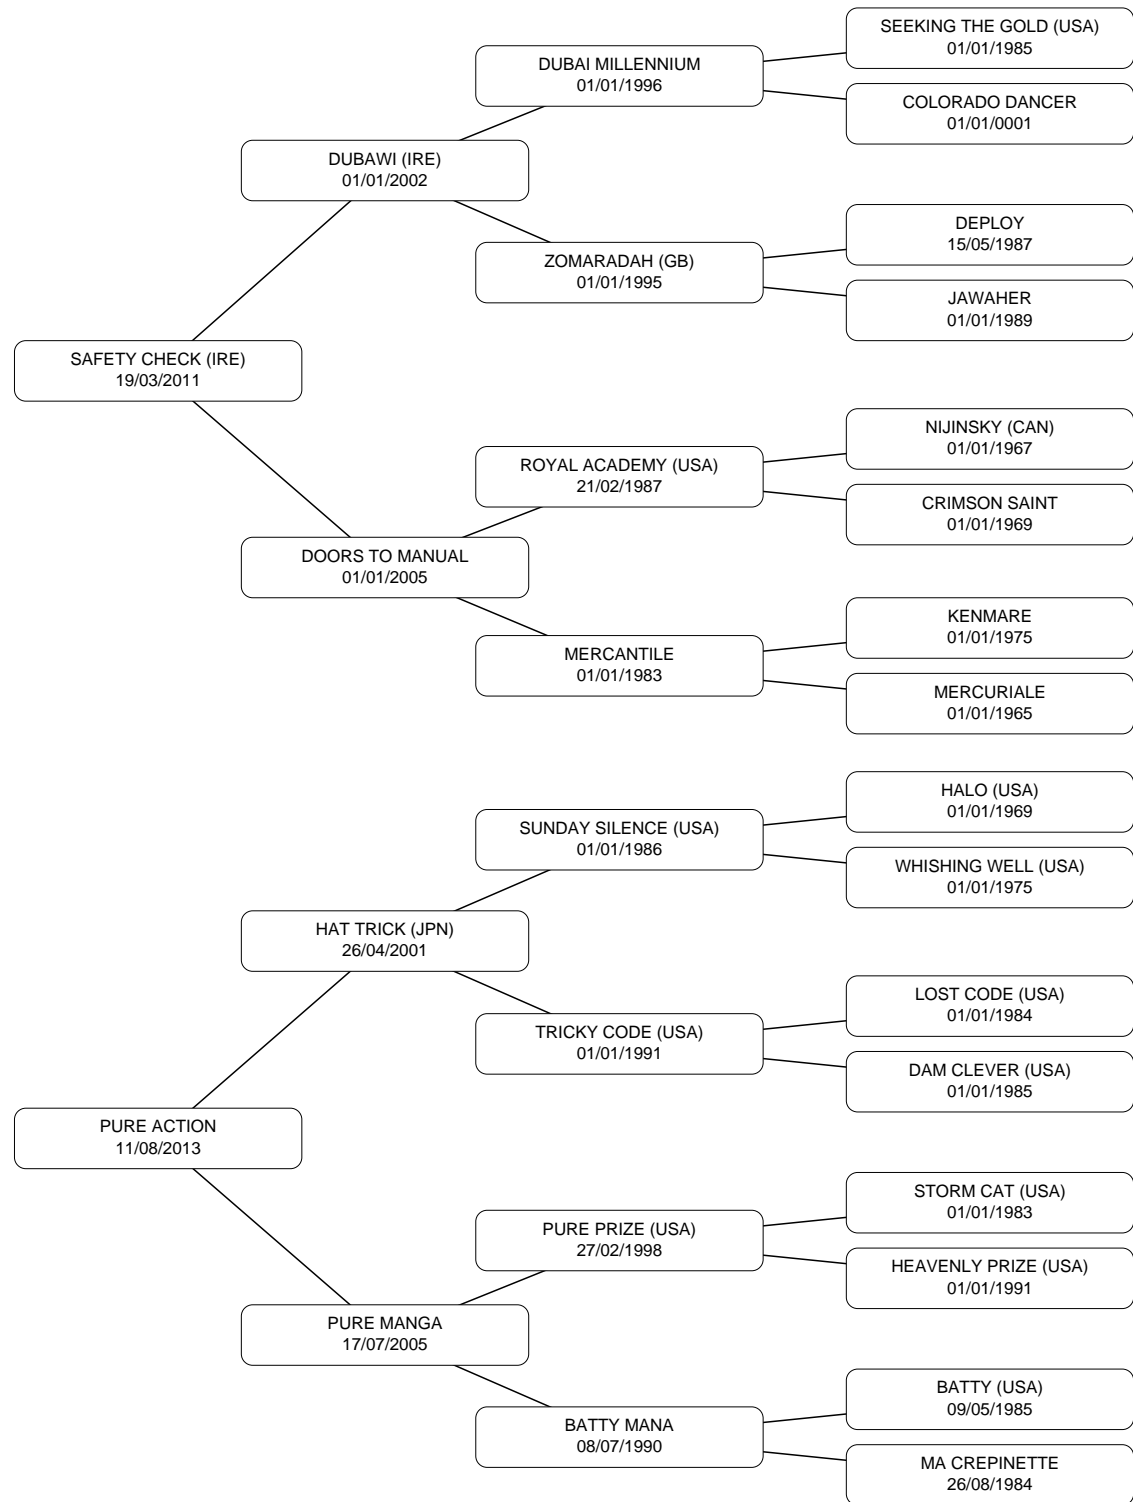 SEEKING THE GOLD (USA)
01/01/1985
DUBAI MILLENNIUM
01/01/1996
COLORADO DANCER
01/01/0001
DUBAWI (IRE)
01/01/2002
DEPLOY
15/05/1987
ZOMARADAH (GB)
01/01/1995
JAWAHER
01/01/1989
SAFETY CHECK (IRE)
19/03/2011
NIJINSKY (CAN)
01/01/1967
ROYAL ACADEMY (USA)
21/02/1987
CRIMSON SAINT
01/01/1969
DOORS TO MANUAL
01/01/2005
KENMARE
01/01/1975
MERCANTILE
01/01/1983
MERCURIALE
01/01/1965
HALO (USA)
01/01/1969
SUNDAY SILENCE (USA)
01/01/1986
WHISHING WELL (USA)
01/01/1975
HAT TRICK (JPN)
26/04/2001
LOST CODE (USA)
01/01/1984
TRICKY CODE (USA)
01/01/1991
DAM CLEVER (USA)
01/01/1985
PURE ACTION
11/08/2013
STORM CAT (USA)
01/01/1983
PURE PRIZE (USA)
27/02/1998
HEAVENLY PRIZE (USA)
01/01/1991
PURE MANGA
17/07/2005
BATTY (USA)
09/05/1985
BATTY MANA
08/07/1990
MA CREPINETTE
26/08/1984